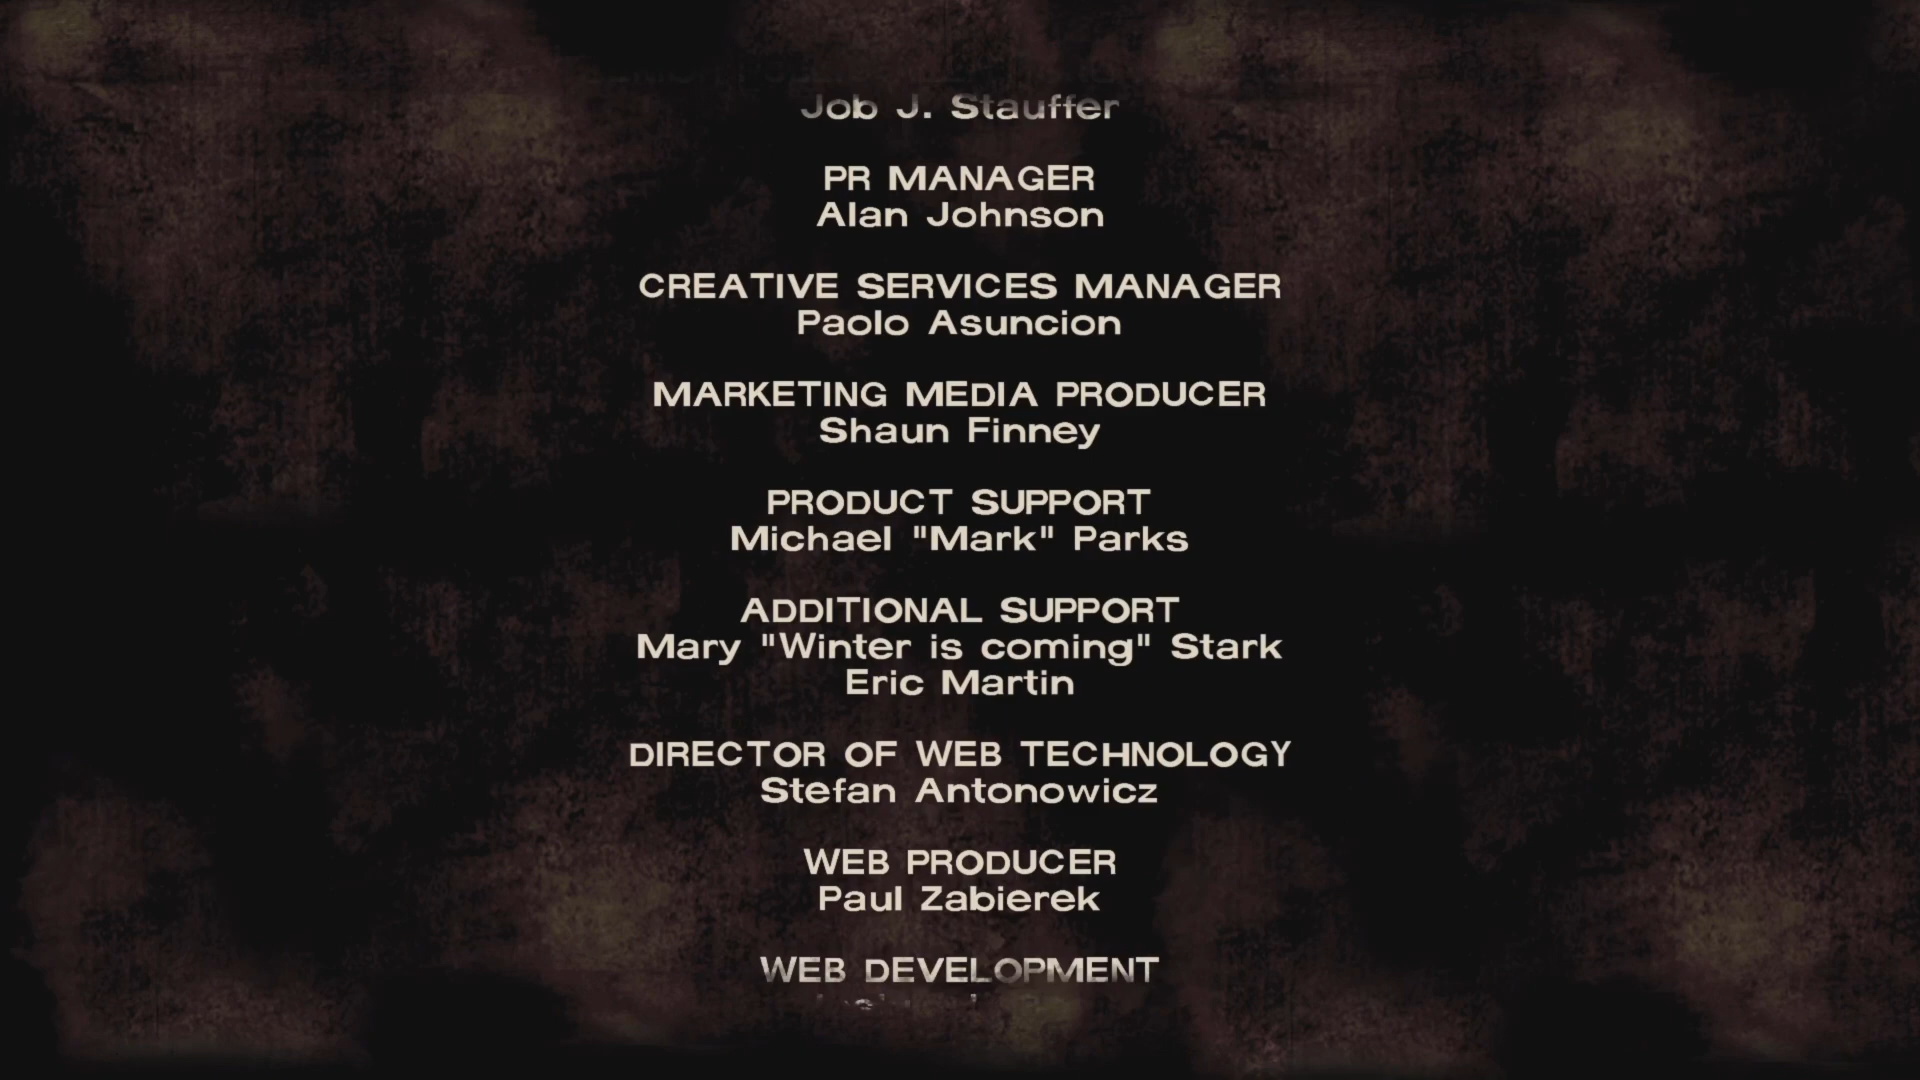 Job J. Stauffer
PR MANAGER
Alan Johnson
CREATIVE SERVICES MANAGER
Paolo Asuncion
MARKETING MEDIA PRODUCER
Shaun Finney
PRODUCT SUPPORT
Michael "Mark" Parks
ADDITIONAL SUPPORT
Mary "Winter is coming" Stark
Eric Martin
DIRECTOR OF WEB TECHNOLOGY
Stefan Antonowicz
WEB PRODUCER
Paul Zabierek
WEB DEVELOPMENT